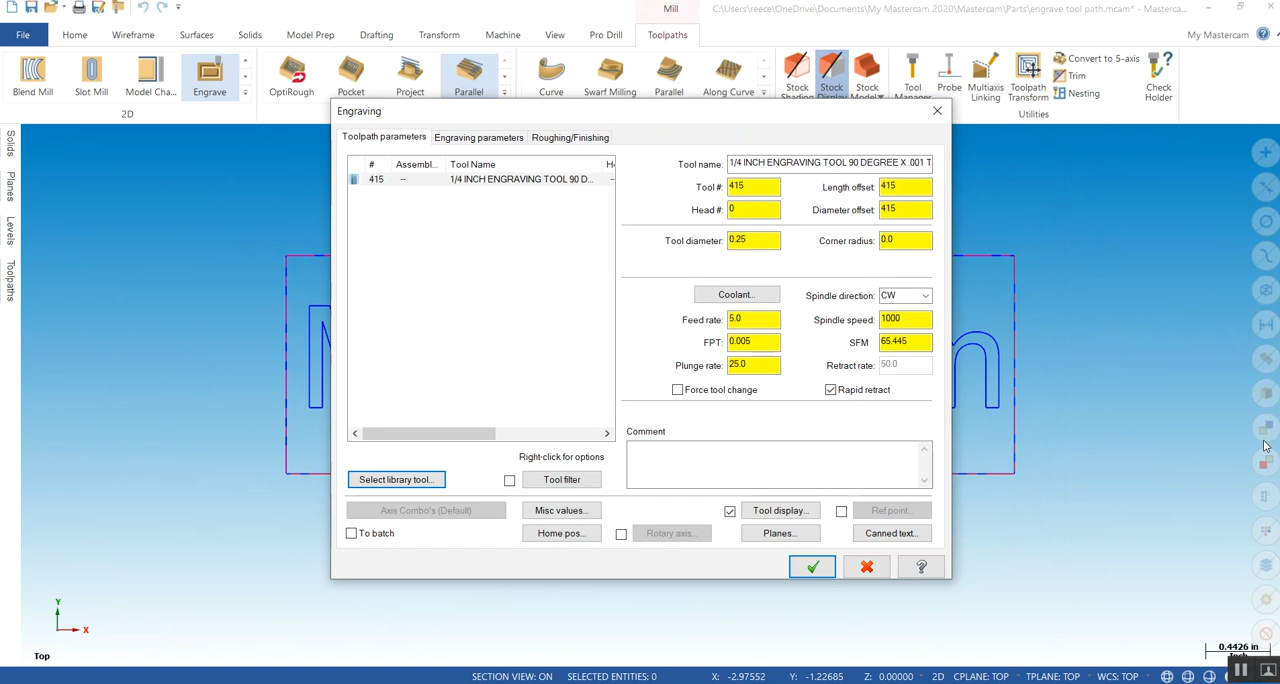 Mill
C:\Users\reece\OneDrive\Documents\My Mastercam 2020\Mastercam\Parts\engrave tool path.mcam* - Masterca...
File Home Wireframe Surfaces Solids Model Prep Drafting Transform Machine View Pro Drill Toolpaths My Mastercam
Blend Mill Slot Mill Model Cha... Engrave OptiRough Pocket Project Parallel Curve Swarf Milling Parallel Along Curve Stock Shading Stock Display Stock Model Tool Manager Probe Multiaxis Linking Toolpath Transform Convert to 5-axis Trim Nesting Check Holder
2D Utilities
Solids
Planes
Levels
Toolpaths
Engraving
Toolpath parameters Engraving parameters Roughing/Finishing
# Assembl... Tool Name
415 -- 1/4 INCH ENGRAVING TOOL 90 D... --
Tool name: 1/4 INCH ENGRAVING TOOL 90 DEGREE X .001 T
Tool #: 415 Length offset: 415
Head #: 0 Diameter offset: 415
Tool diameter: 0.25 Corner radius: 0.0
Coolant... Spindle direction: CW
Feed rate: 5.0 Spindle speed: 1000
FPT: 0.005 SFM 65.445
Plunge rate: 25.0 Retract rate: 50.0
Force tool change Rapid retract
Comment
Right-click for options
Select library tool... Tool filter
Axis Combo's (Default) Misc values... Tool display... Ref point...
To batch Home pos... Rotary axis... Planes... Canned text...
?
m
Y
X
Top
0.4426 in
Inch
SECTION VIEW: ON SELECTED ENTITIES: 0 X: -2.97552 Y: -1.22685 Z: 0.00000 2D CPLANE: TOP TPLANE: TOP WCS: TOP